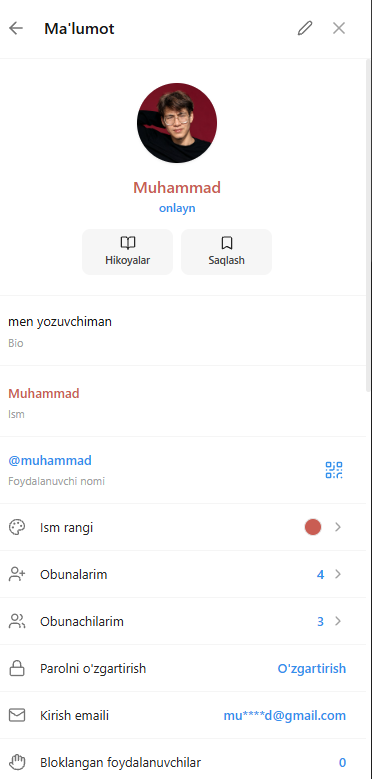 Ma'lumot
Muhammad
onlayn
Hikoyalar
Saqlash
men yozuvchiman
Bio
Muhammad
Ism
@muhammad
Foydalanuvchi nomi
Ism rangi
Obunalarim 4
Obunachilarim 3
Parolni o'zgartirish O'zgartirish
Kirish emaili mu****d@gmail.com
Bloklangan foydalanuvchilar 0